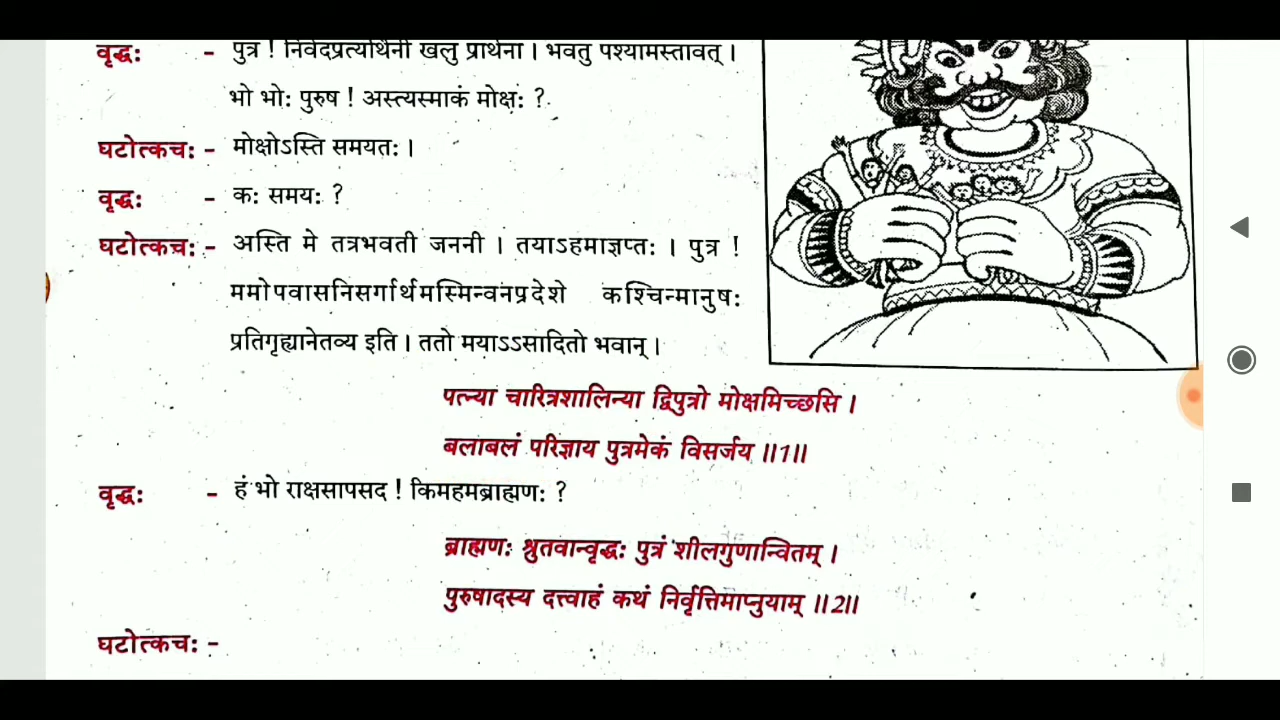 वृद्धः - पुत्र ! निर्वेदप्रत्यर्थिनी खलु प्रार्थना । भवतु पश्यामस्तावत् ।
भो भोः पुरुष ! अस्त्यस्माकं मोक्षः ?
घटोत्कचः - मोक्षोऽस्ति समयतः ।
वृद्धः - कः समयः ?
घटोत्कचः - अस्ति मे तत्रभवती जननी । तयाऽहमाज्ञप्तः । पुत्र !
ममोपवासनिसर्गार्थमस्मिन्वनप्रदेशे कश्चिन्मानुषः
प्रतिगृह्यानेतव्य इति । ततो मयाऽऽसादितो भवान् ।
पत्न्या चारित्रशालिन्या द्विपुत्रो मोक्षमिच्छसि ।
बलाबलं परिज्ञाय पुत्रमेकं विसर्जय ॥1॥
वृद्धः - हं भो राक्षसापसद ! किमहमब्राह्मणः ?
ब्राह्मणः श्रुतवान्वृद्धः पुत्रं शीलगुणान्वितम् ।
पुरुषादस्य दत्त्वाहं कथं निर्वृत्तिमाप्नुयाम् ॥2॥
घटोत्कचः -